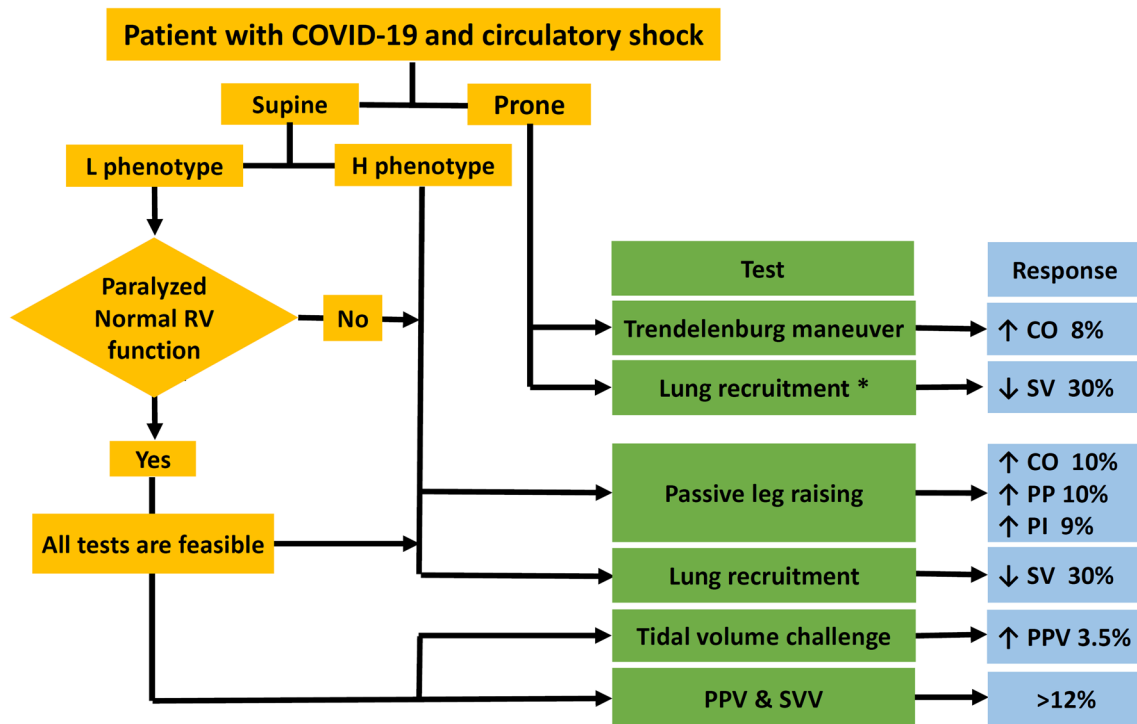 Patient with COVID-19 and circulatory shock
Supine
Prone
L phenotype
H phenotype
Paralyzed
Normal RV
function
No
Yes
All tests are feasible
Test
Response
Trendelenburg maneuver
↑ CO 8%
Lung recruitment *
↓ SV 30%
Passive leg raising
↑ CO 10%
↑ PP 10%
↑ PI 9%
Lung recruitment
↓ SV 30%
Tidal volume challenge
↑ PPV 3.5%
PPV & SVV
>12%